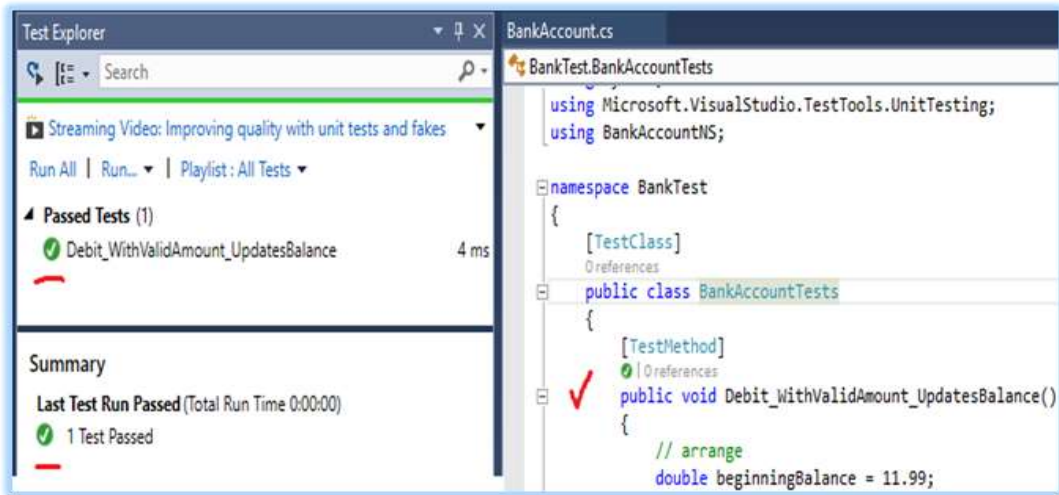 Test Explorer
Search
Streaming Video: Improving quality with unit tests and fakes
Run All | Run... | Playlist : All Tests
Passed Tests (1)
Debit_WithValidAmount_UpdatesBalance 4 ms
Summary
Last Test Run Passed (Total Run Time 0:00:00)
1 Test Passed
BankAccount.cs
BankTest.BankAccountTests
using Microsoft.VisualStudio.TestTools.UnitTesting;
using BankAccountNS;
namespace BankTest
{
[TestClass]
0 references
public class BankAccountTests
{
[TestMethod]
0 references
public void Debit_WithValidAmount_UpdatesBalance()
{
// arrange
double beginningBalance = 11.99;